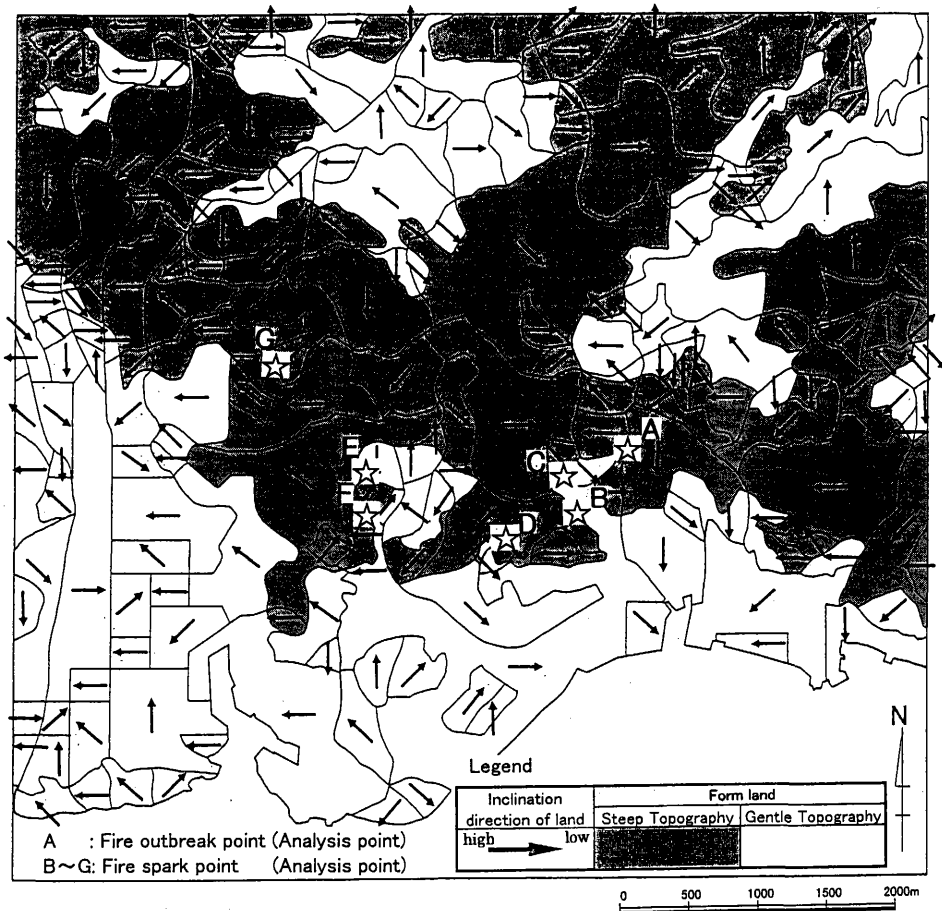 G
A
E
C
F
B
D
N
Legend
Inclination direction of land
Form land
Steep Topography
Gentle Topography
high
low
A : Fire outbreak point (Analysis point)
B～G: Fire spark point (Analysis point)
0 500 1000 1500 2000m